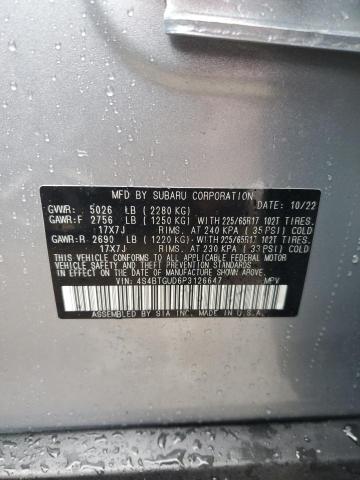 MFD BY SUBARU CORPORATION DATE: 10/22
GVWR: 5026 LB (2280 KG)
GAWR:F 2756 LB (1250 KG) WITH 225/65R17 102T TIRES.
17X7J RIMS. AT 240 KPA (35 PSI) COLD
GAWR:R 2690 LB (1220 KG) WITH 225/65R17 102T TIRES.
17X7J RIMS. AT 230 KPA (33 PSI) COLD
THIS VEHICLE CONFORMS TO ALL APPLICABLE FEDERAL MOTOR
VEHICLE SAFETY AND THEFT PREVENTION STANDARDS IN EFFECT
ON THE DATE OF MANUFACTURE SHOWN ABOVE.
VIN: 4S4BTGUD6P3126647 MPV
ASSEMBLED BY SIA INC. MADE IN U.S.A.